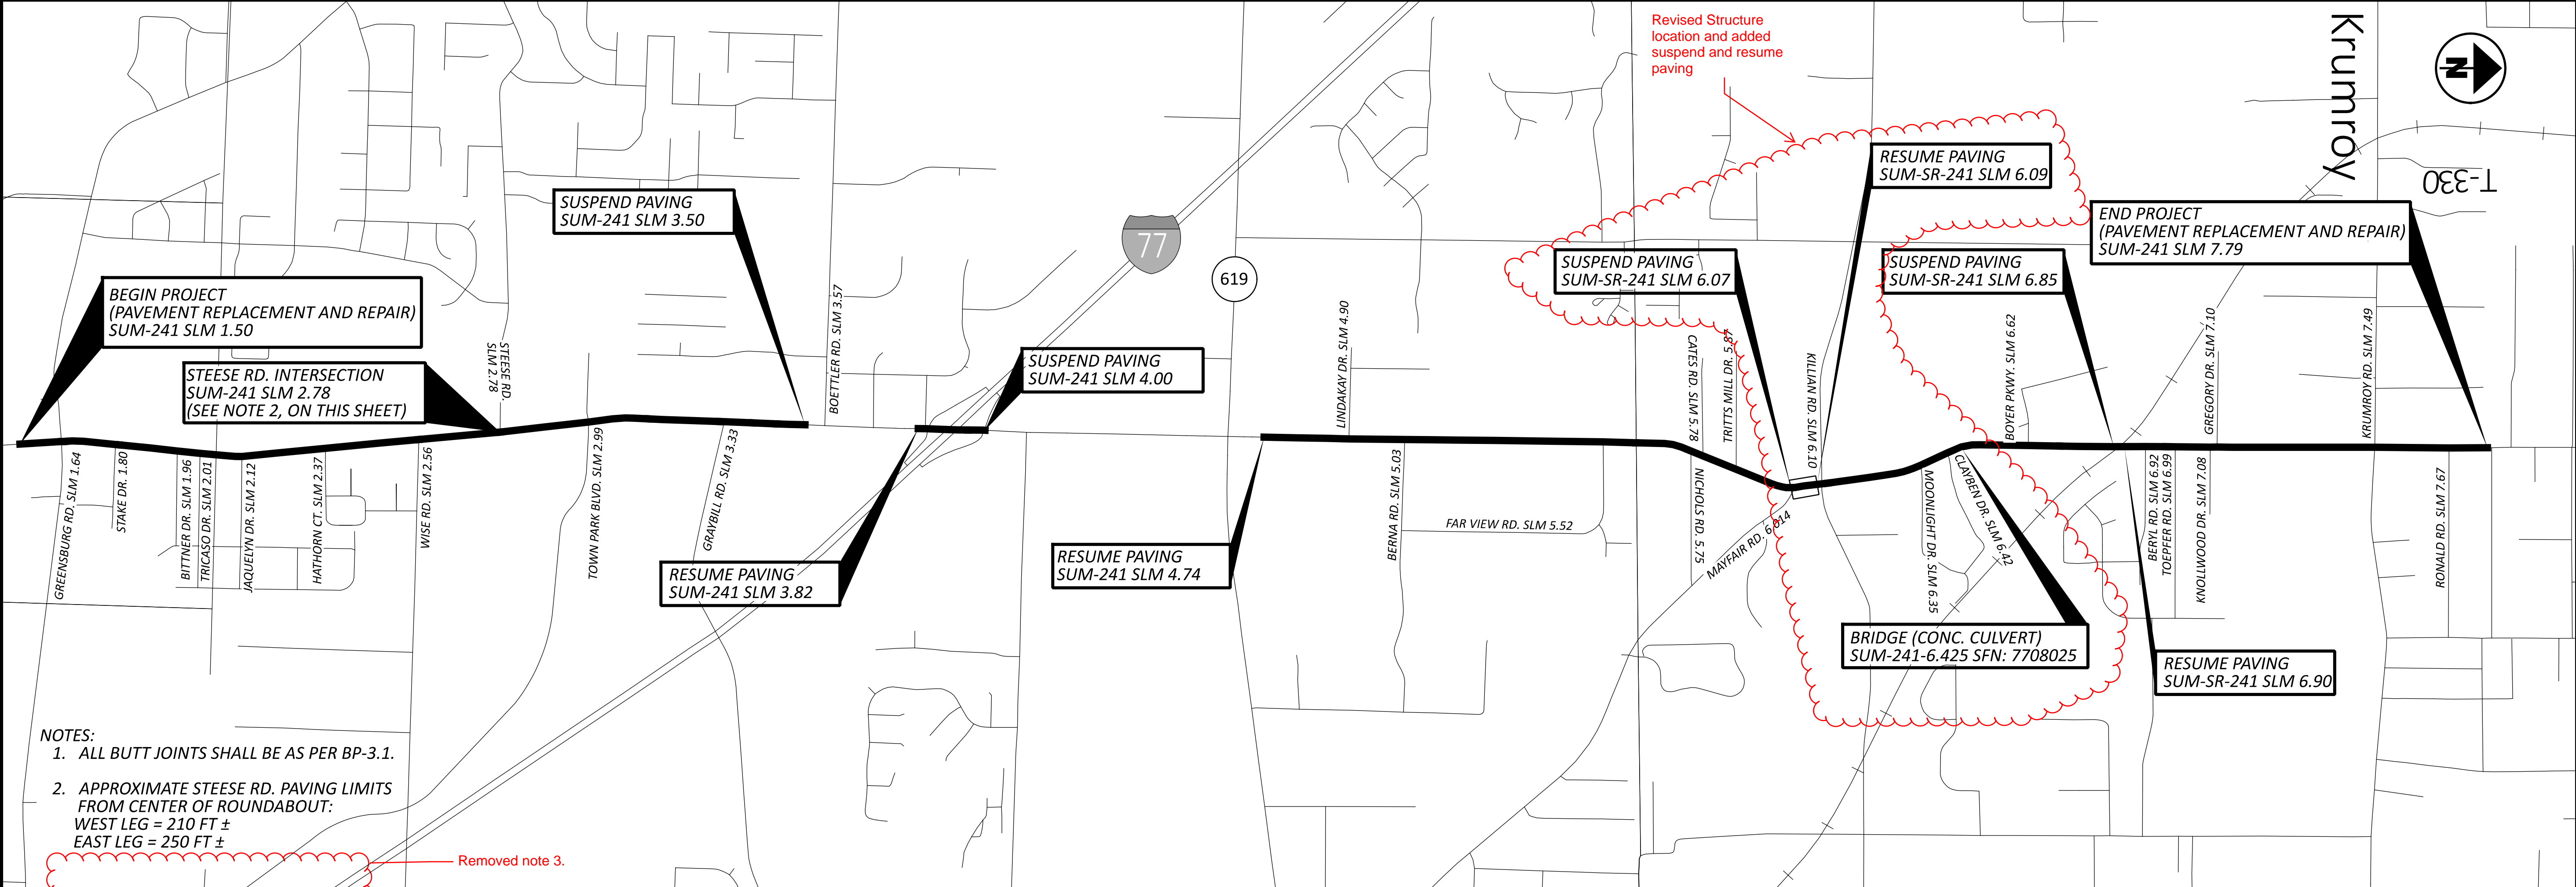 Revised Structure
location and added
suspend and resume
paving
Krumroy
N
T-330
RESUME PAVING
SUM-SR-241 SLM 6.09
SUSPEND PAVING
SUM-241 SLM 3.50
END PROJECT
(PAVEMENT REPLACEMENT AND REPAIR)
SUM-241 SLM 7.79
77
619
SUSPEND PAVING
SUM-SR-241 SLM 6.07
SUSPEND PAVING
SUM-SR-241 SLM 6.85
BEGIN PROJECT
(PAVEMENT REPLACEMENT AND REPAIR)
SUM-241 SLM 1.50
STEESE RD. INTERSECTION
SUM-241 SLM 2.78
(SEE NOTE 2, ON THIS SHEET)
STEESE RD.
SLM 2.78
BOETTLER RD. SLM 3.57
SUSPEND PAVING
SUM-241 SLM 4.00
LINDAKAY DR. SLM 4.90
CATES RD. SLM 5.78
TRITTS MILL DR. 5.87
KILLIAN RD. SLM 6.10
BOYER PKWY. SLM 6.62
GREGORY DR. SLM 7.10
KRUMROY RD. SLM 7.49
GREENSBURG RD. SLM 1.64
STAKE DR. 1.80
BITTNER DR. SLM 1.96
TRICASO DR. SLM 2.01
JAQUELYN DR. SLM 2.12
HATHORN CT. SLM 2.37
WISE RD. SLM 2.56
TOWN PARK BLVD. SLM 2.99
GRAYBILL RD. SLM 3.33
RESUME PAVING
SUM-241 SLM 3.82
RESUME PAVING
SUM-241 SLM 4.74
BERNA RD. SLM 5.03
FAR VIEW RD. SLM 5.52
NICHOLS RD. 5.75
MAYFAIR RD. 6.014
MOONLIGHT DR. SLM 6.35
CLAYBEN DR. SLM 6.42
BERYL RD. SLM 6.92
TOEPFER RD. SLM 6.99
KNOLLWOOD DR. SLM 7.08
RONALD RD. SLM 7.67
BRIDGE (CONC. CULVERT)
SUM-241-6.425 SFN: 7708025
RESUME PAVING
SUM-SR-241 SLM 6.90
NOTES:
1. ALL BUTT JOINTS SHALL BE AS PER BP-3.1.
2. APPROXIMATE STEESE RD. PAVING LIMITS
FROM CENTER OF ROUNDABOUT:
WEST LEG = 210 FT ±
EAST LEG = 250 FT ±
Removed note 3.